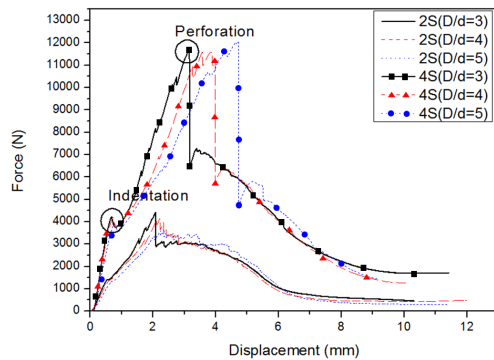 Perforation
Indentation
2S(D/d=3)
2S(D/d=4)
2S(D/d=5)
4S(D/d=3)
4S(D/d=4)
4S(D/d=5)
13000
12000
11000
10000
9000
8000
7000
6000
5000
4000
3000
2000
1000
0
Force (N)
0 2 4 6 8 10 12
Displacement (mm)